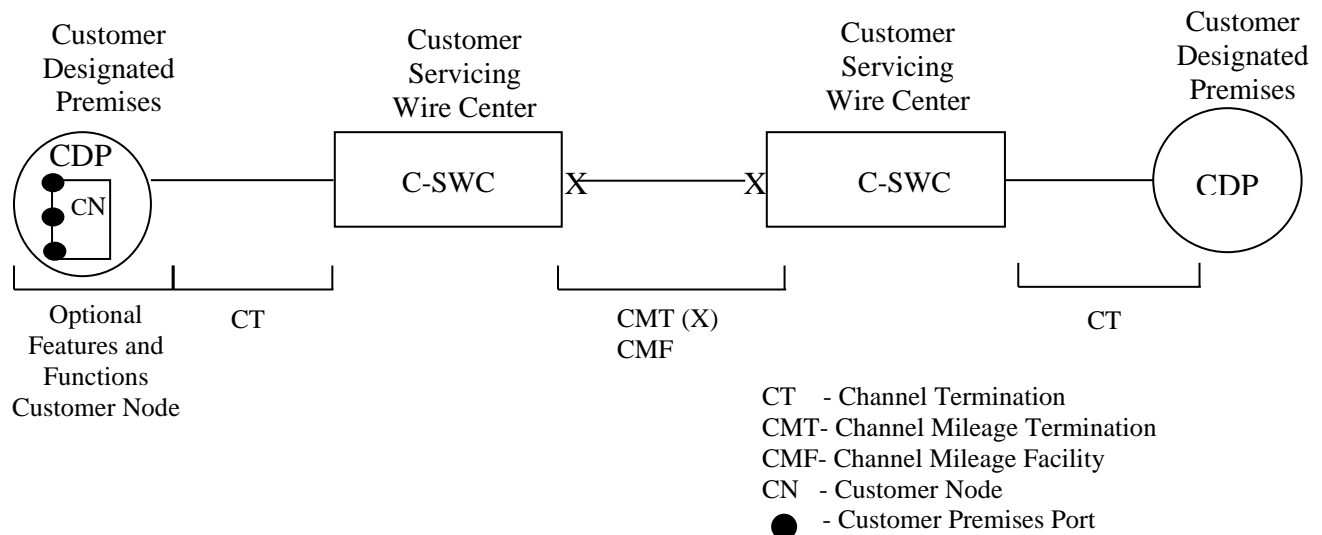 Customer
Designated
Premises
Customer
Servicing
Wire Center
Customer
Servicing
Wire Center
Customer
Designated
Premises
CDP
CN
C-SWC
X
X
C-SWC
CDP
Optional
Features and
Functions
Customer Node
CT
CMT (X)
CMF
CT
CT - Channel Termination
CMT- Channel Mileage Termination
CMF- Channel Mileage Facility
CN - Customer Node
- Customer Premises Port